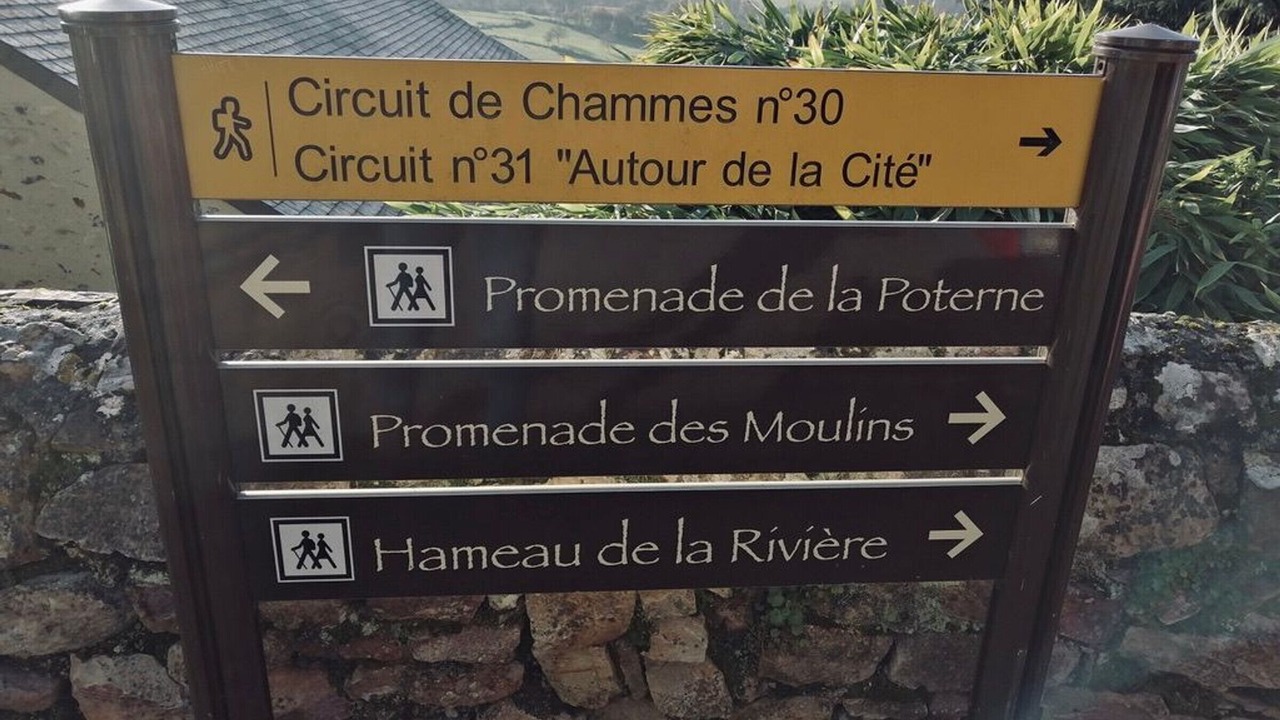 Circuit de Chammes n°30
Circuit n°31 "Autour de la Cité"
Promenade de la Poterne
Promenade des Moulins
Hameau de la Rivière